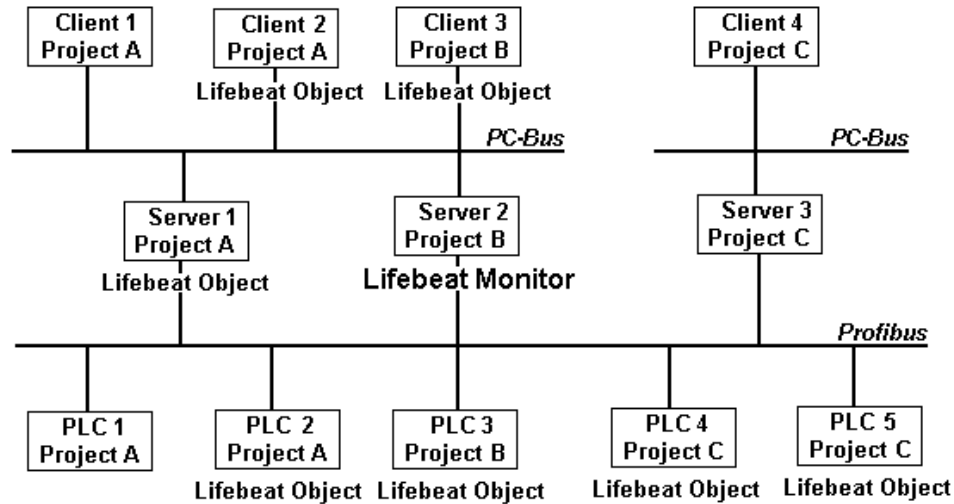 Client 1
Project A
Client 2
Project A
Client 3
Project B
Client 4
Project C
Lifebeat Object
Lifebeat Object
PC-Bus
PC-Bus
Server 1
Project A
Server 2
Project B
Server 3
Project C
Lifebeat Object
Lifebeat Monitor
Profibus
PLC 1
Project A
PLC 2
Project A
PLC 3
Project B
PLC 4
Project C
PLC 5
Project C
Lifebeat Object
Lifebeat Object
Lifebeat Object
Lifebeat Object